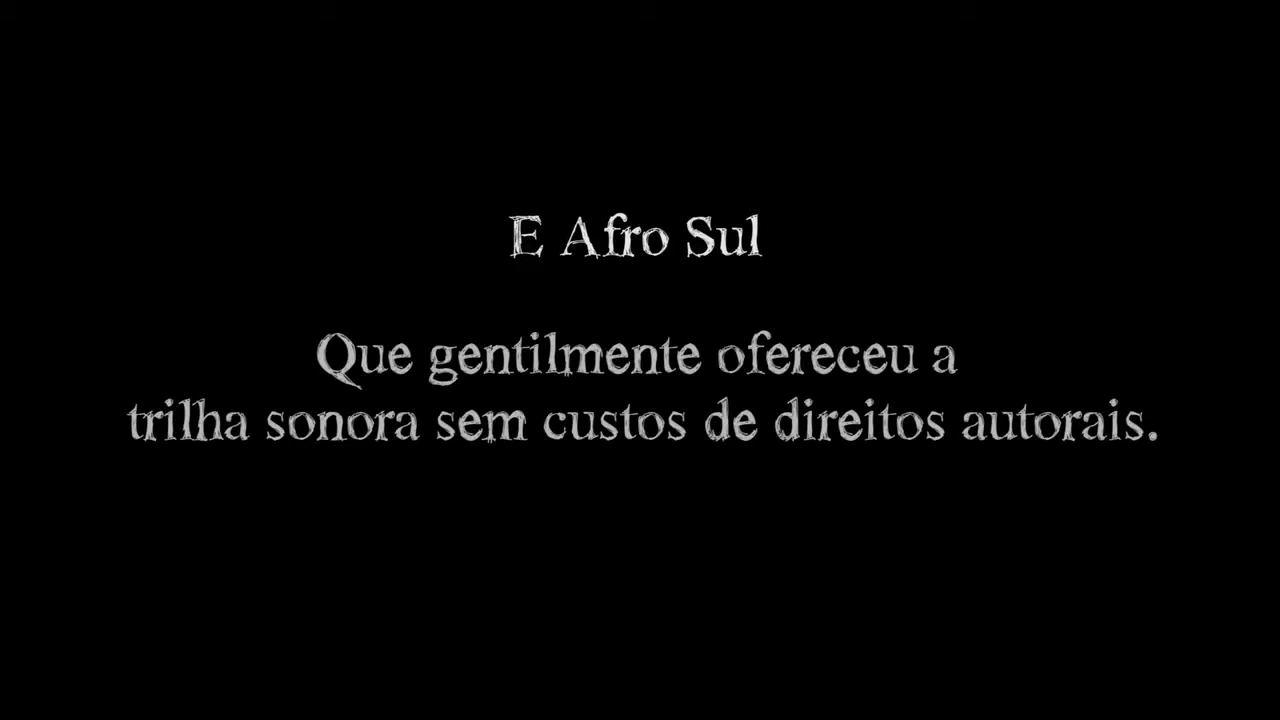 E Afro Sul
Que gentilmente ofereceu a
trilha sonora sem custos de direitos autorais.